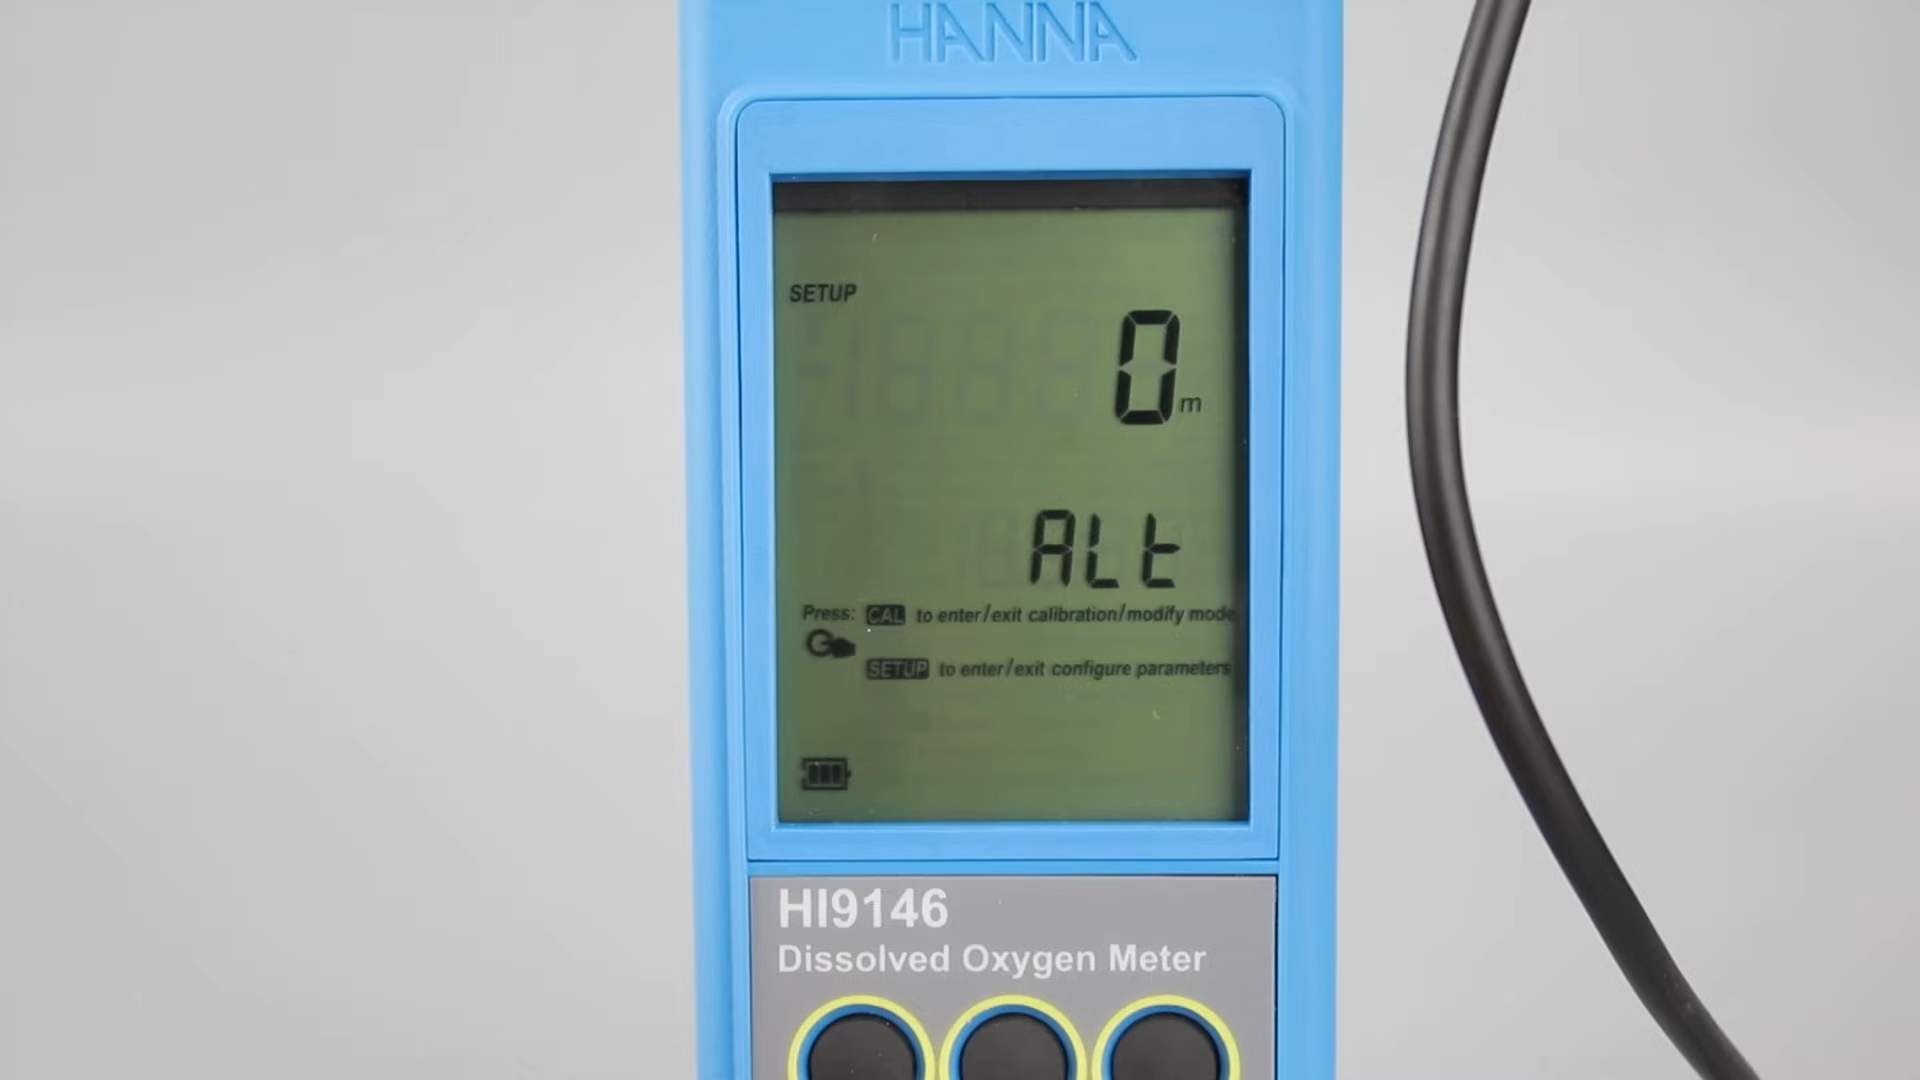 HANNA
SETUP
0 m
ALt
Press: CAL to enter/exit calibration/modify mode
SETUP to enter/exit configure parameters
HI9146
Dissolved Oxygen Meter